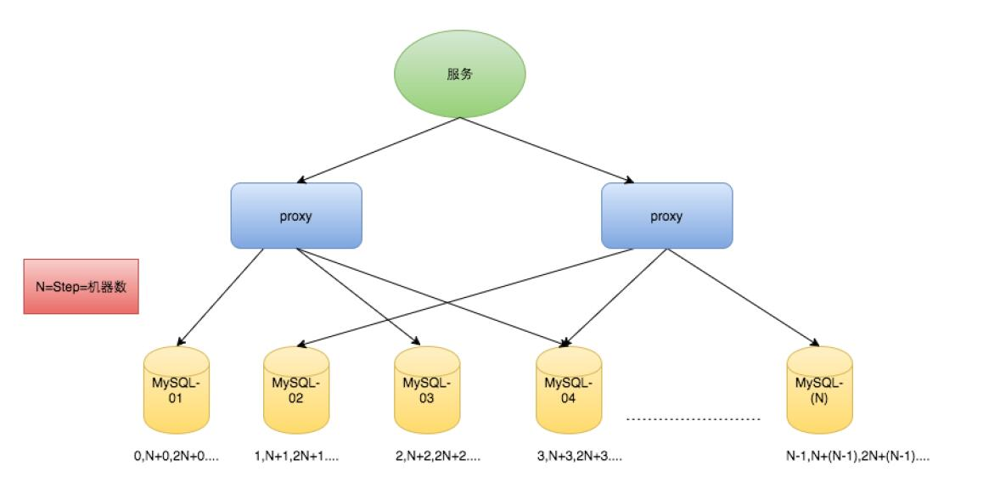 服务
proxy
proxy
N=Step=机器数
MySQL-
01
MySQL-
02
MySQL-
03
MySQL-
04
MySQL-
(N)
0,N+0,2N+0....
1,N+1,2N+1....
2,N+2,2N+2....
3,N+3,2N+3....
N-1,N+(N-1),2N+(N-1)....